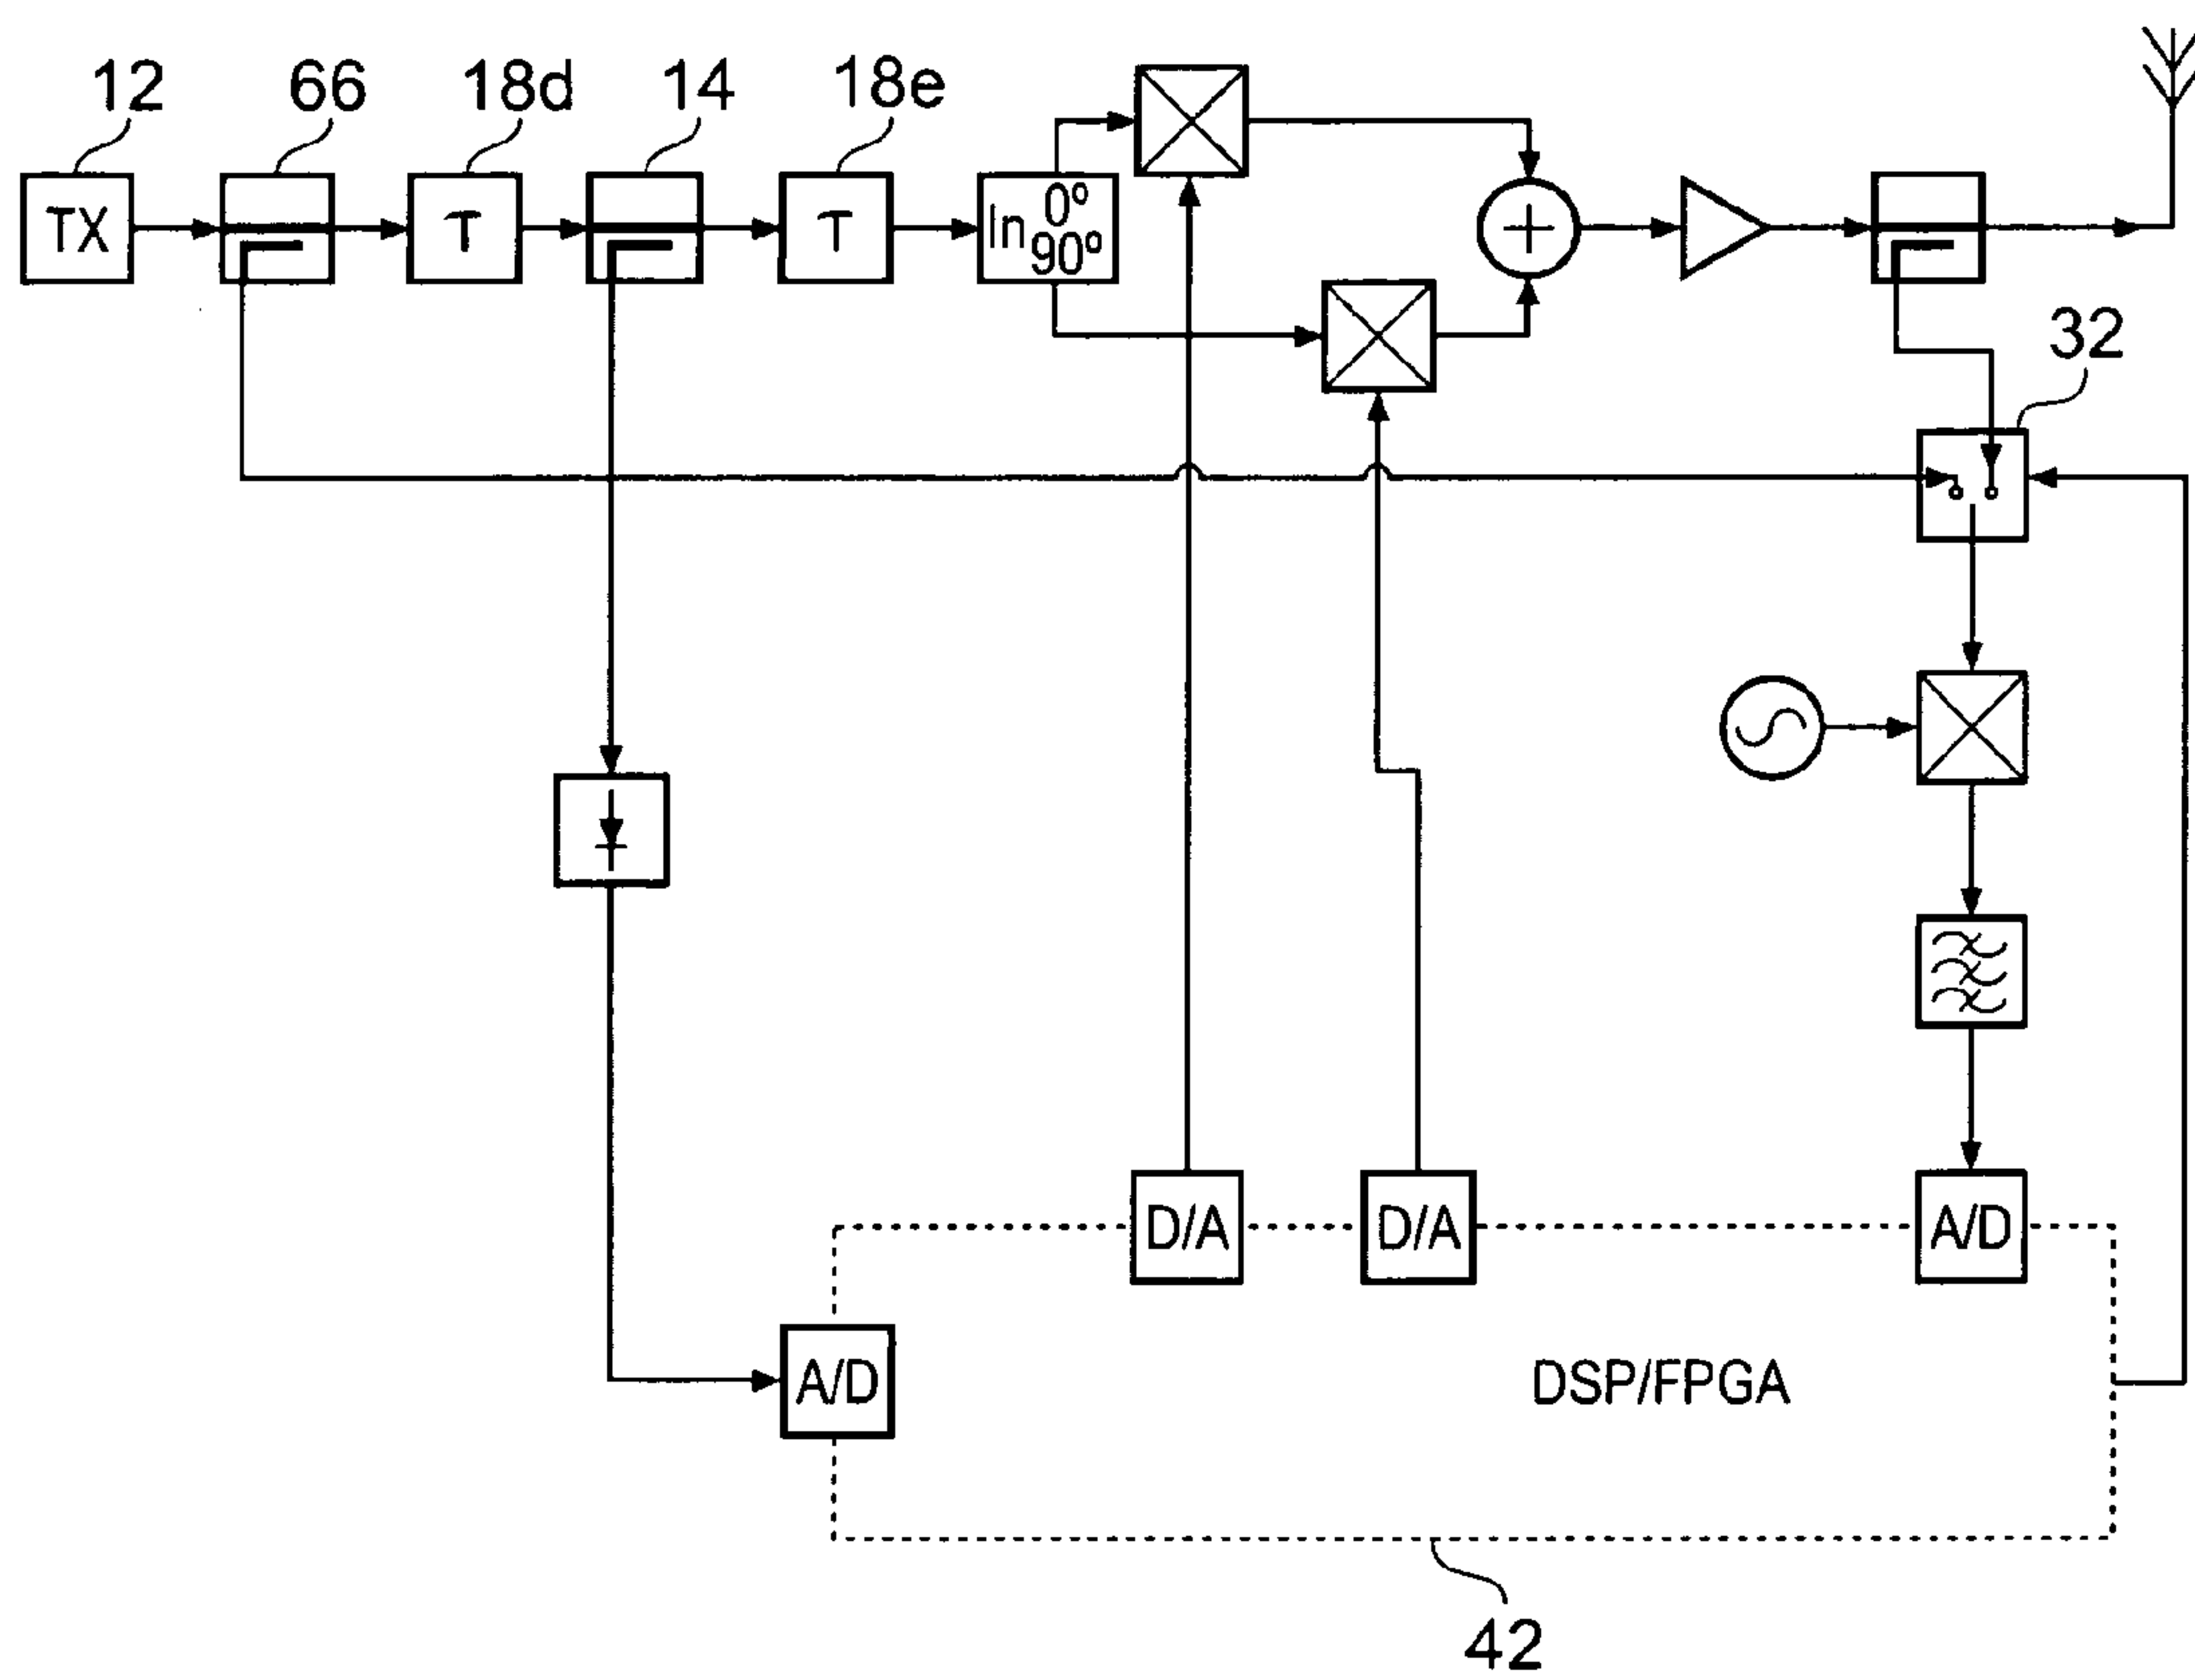 12
66
18d
14
18e
TX
T
T
In 0°
90°
32
D/A
D/A
A/D
A/D
DSP/FPGA
42